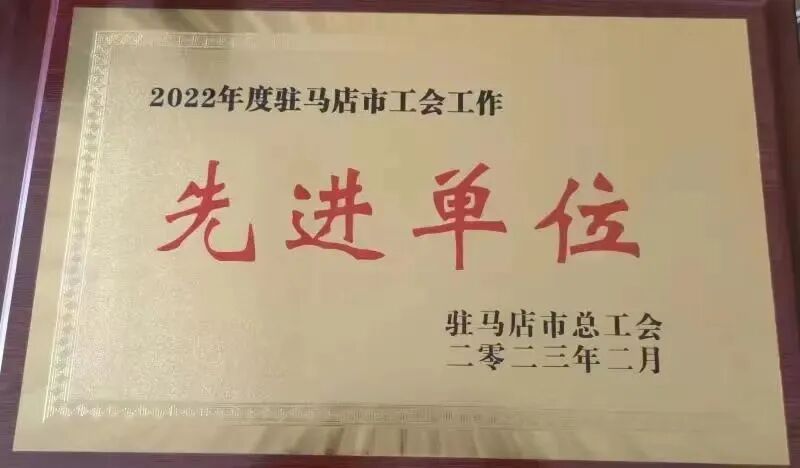 2022年度驻马店市工会工作
先进单位
驻马店市总工会
二零二三年二月